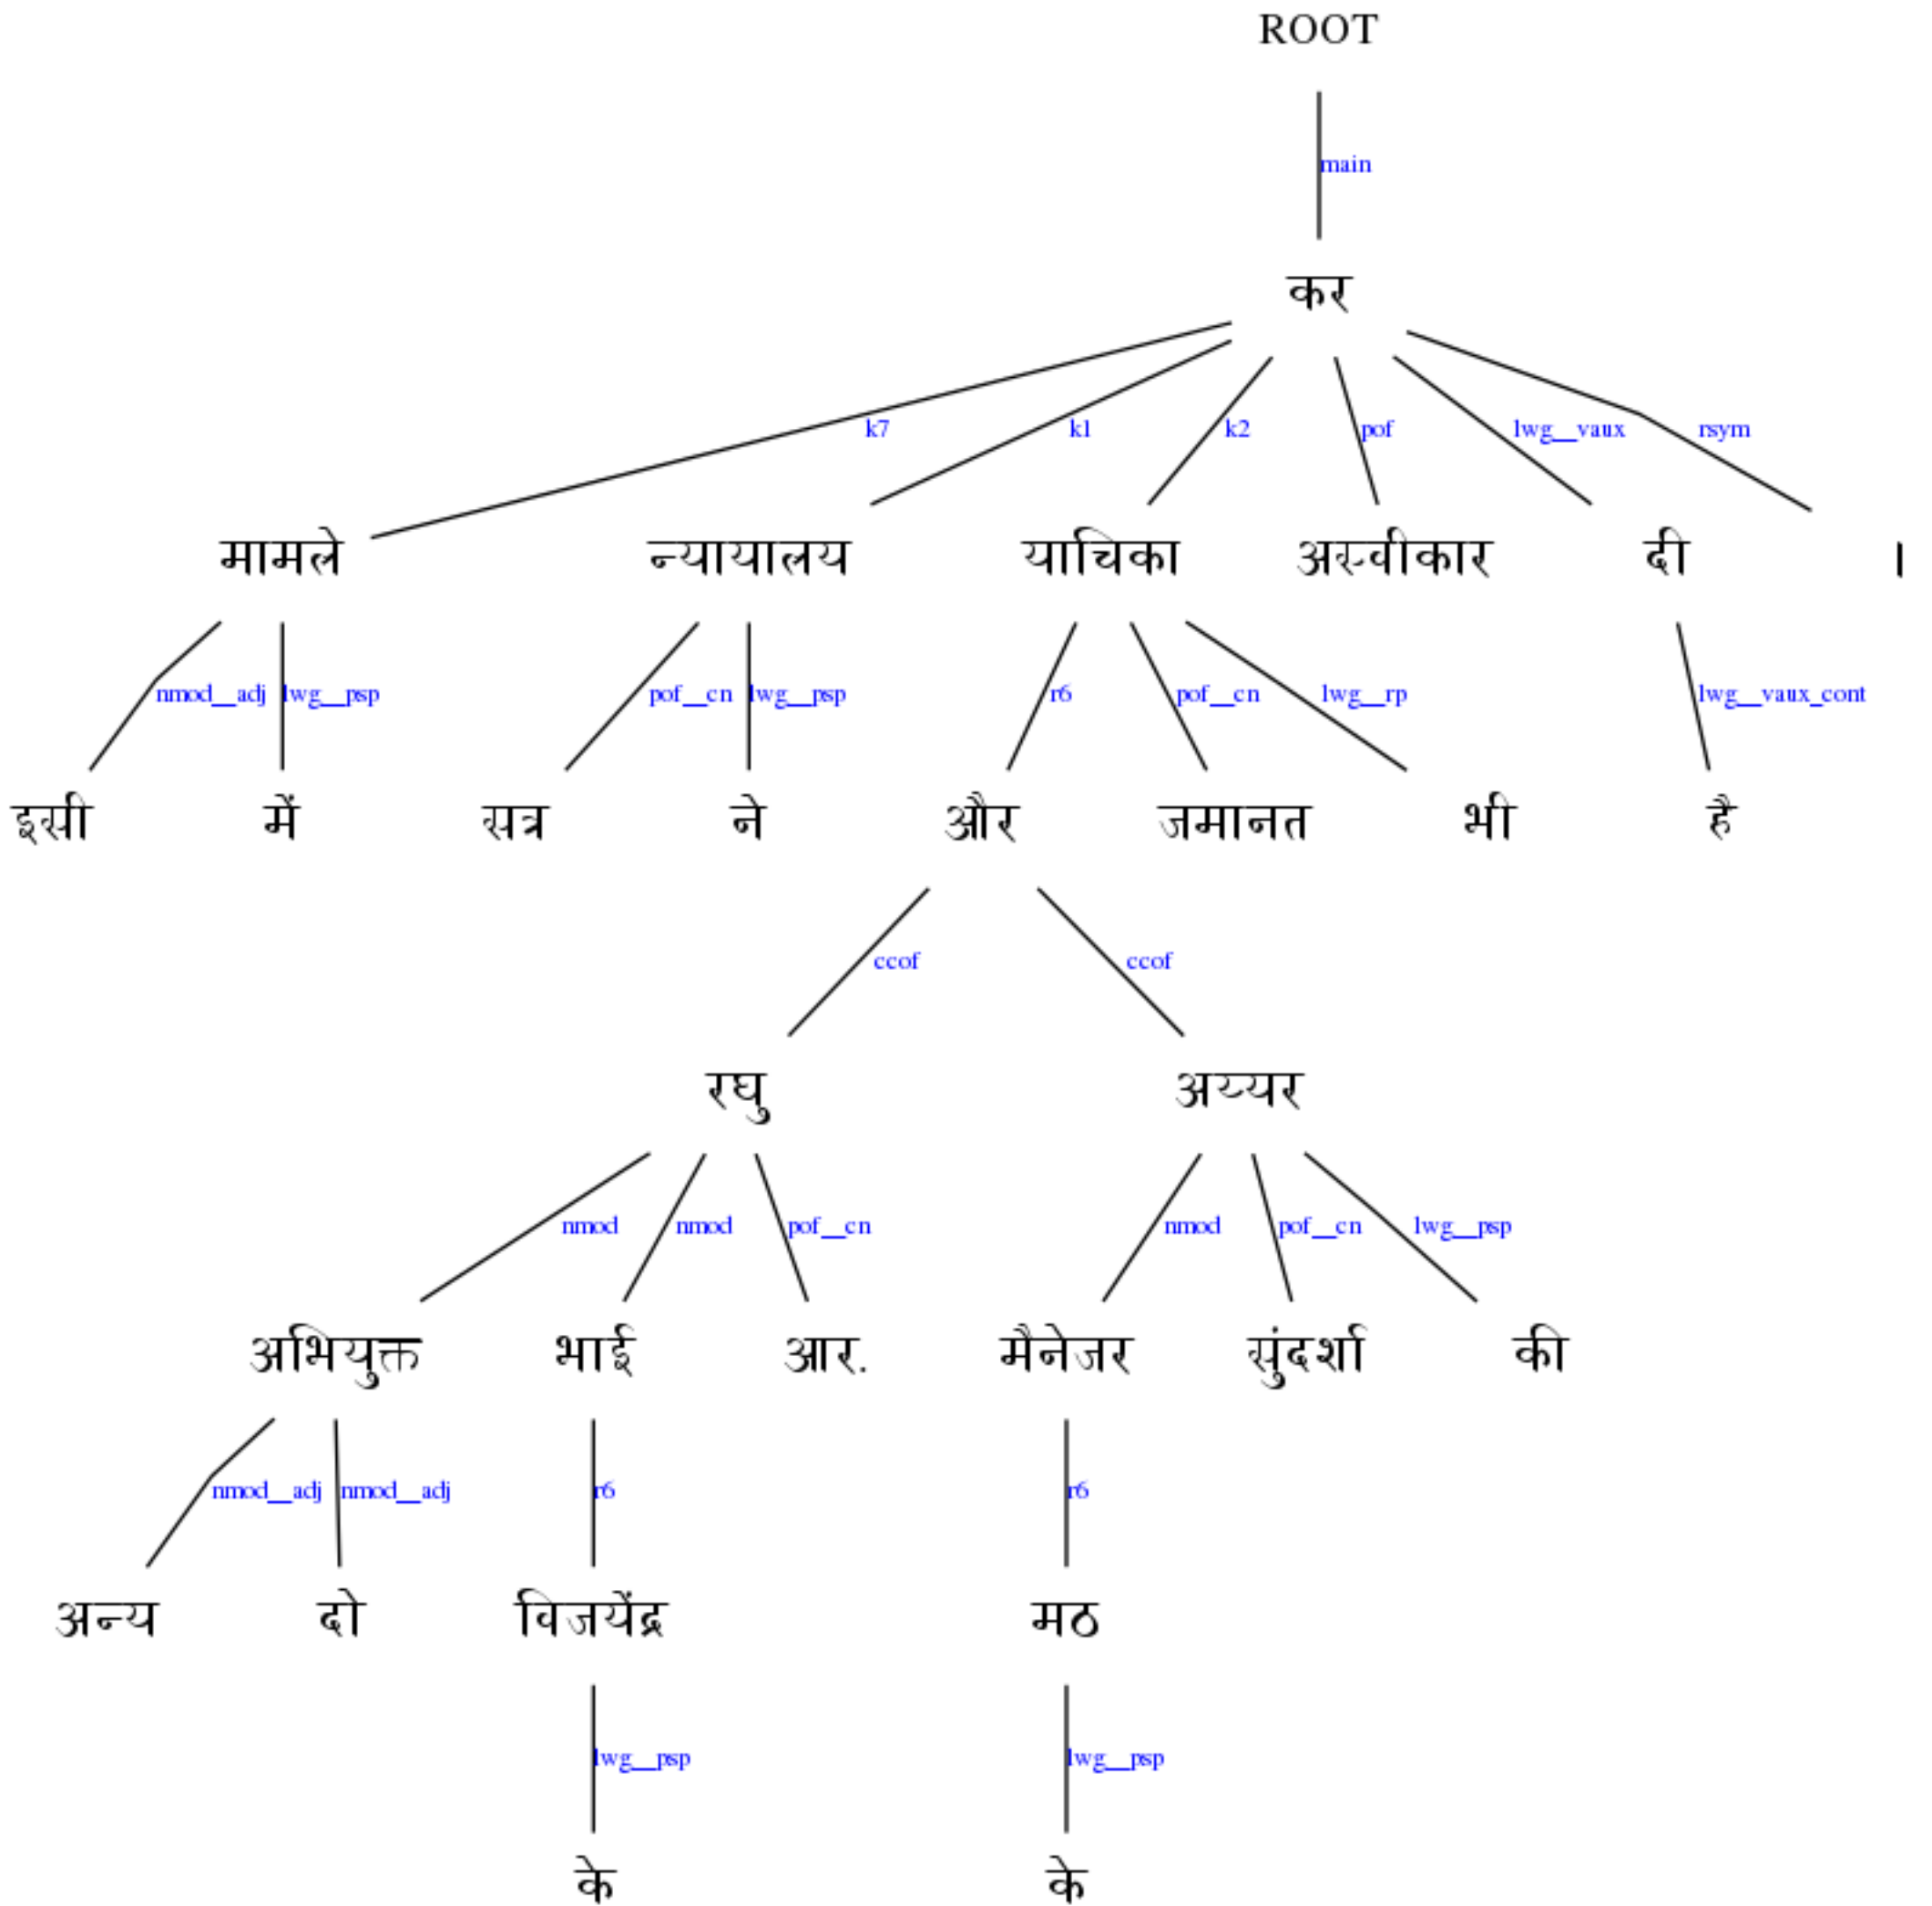 ROOT
main
कर
k7 k1 k2 pof lwg__vaux rsym
मामले न्यायालय याचिका अस्वीकार दी ।
nmod__adj lwg__psp pof__cn lwg__psp r6 pof__cn lwg__rp lwg__vaux_cont
इसी में सत्र ने और जमानत भी है
ccof ccof
रघु अय्यर
nmod nmod pof__cn nmod pof__cn lwg__psp
अभियुक्त भाई आर. मैनेजर सुंदर्शा की
nmod__adj nmod__adj r6 r6
अन्य दो विजयेंद्र मठ
lwg__psp lwg__psp
के के